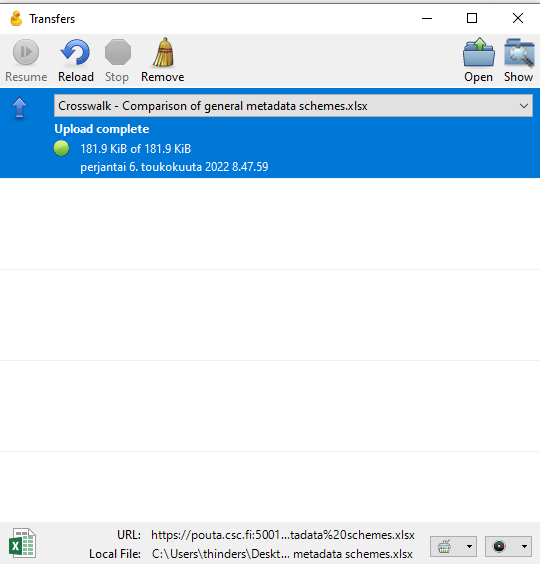 Transfers
Resume Reload Stop Remove Open Show
Crosswalk - Comparison of general metadata schemes.xlsx
Upload complete
181.9 KiB of 181.9 KiB
perjantai 6. toukokuuta 2022 8.47.59
URL: https://pouta.csc.fi:5001...tadata%20schemes.xlsx
Local File: C:\Users\thinders\Deskt... metadata schemes.xlsx